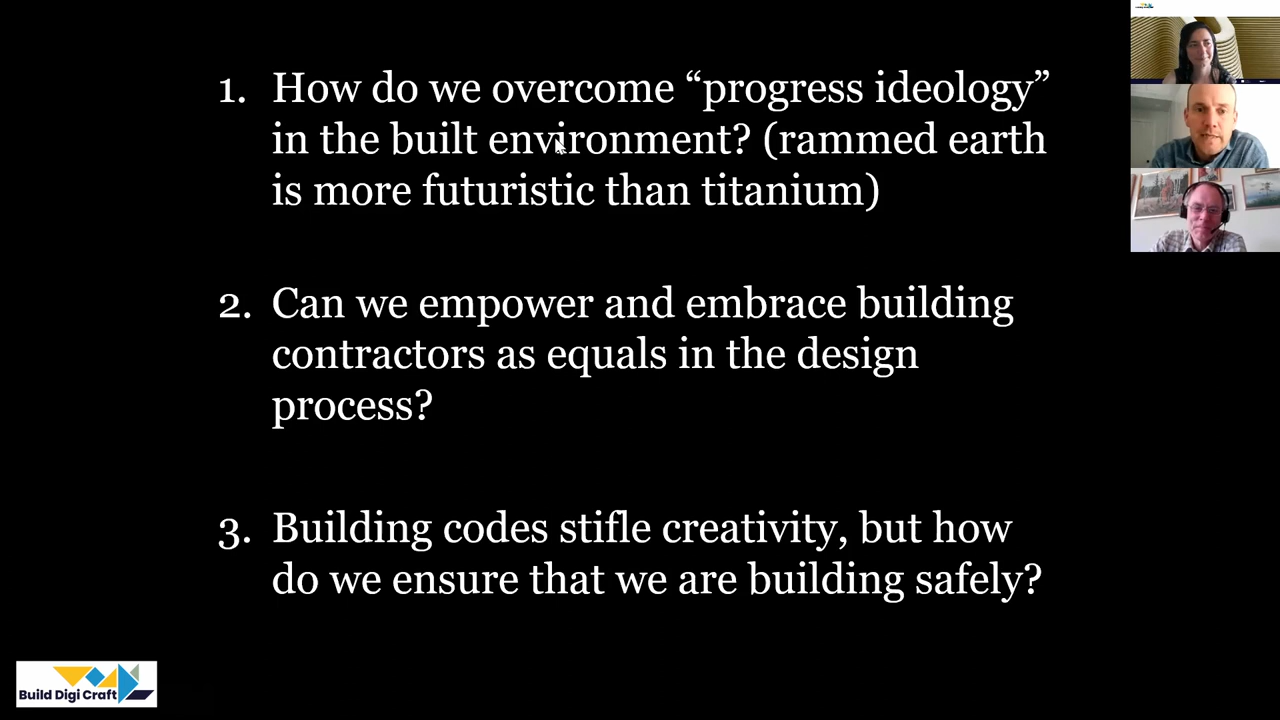 1. How do we overcome “progress ideology”
in the built environment? (rammed earth
is more futuristic than titanium)
2. Can we empower and embrace building
contractors as equals in the design
process?
3. Building codes stifle creativity, but how
do we ensure that we are building safely?
Build Digi Craft